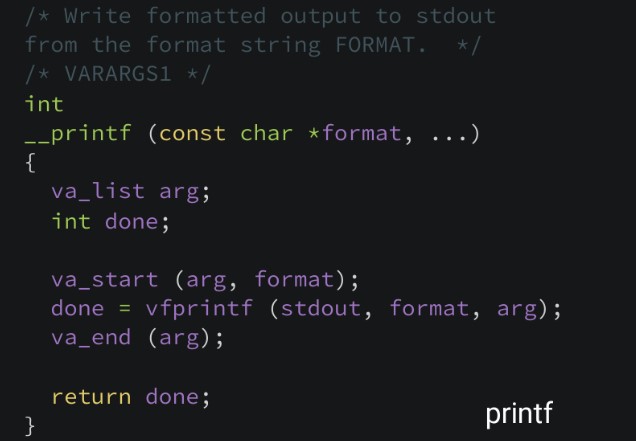 /* Write formatted output to stdout
from the format string FORMAT.  */
/* VARARGS1 */
int
__printf (const char *format, ...)
{
  va_list arg;
  int done;

  va_start (arg, format);
  done = vfprintf (stdout, format, arg);
  va_end (arg);

  return done;
}
printf